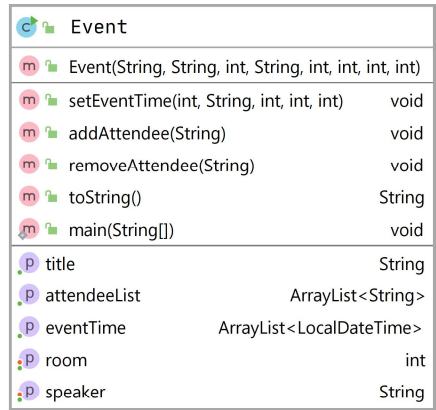 Event
Event(String, String, int, String, int, int, int, int)
setEventTime(int, String, int, int, int) void
addAttendee(String) void
removeAttendee(String) void
toString() String
main(String[]) void
title String
attendeeList ArrayList<String>
eventTime ArrayList<LocalDateTime>
room int
speaker String